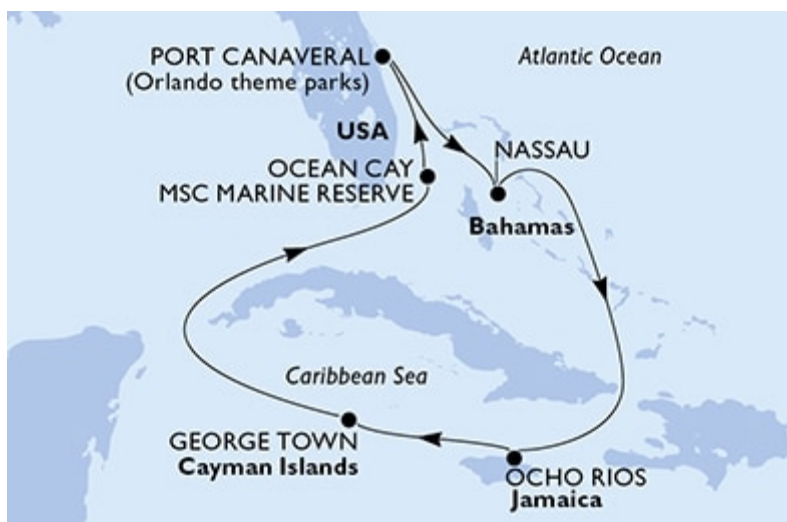 PORT CANAVERAL
(Orlando theme parks)
Atlantic Ocean
USA
NASSAU
OCEAN CAY
MSC MARINE RESERVE
Bahamas
Caribbean Sea
GEORGE TOWN
Cayman Islands
OCHO RIOS
Jamaica